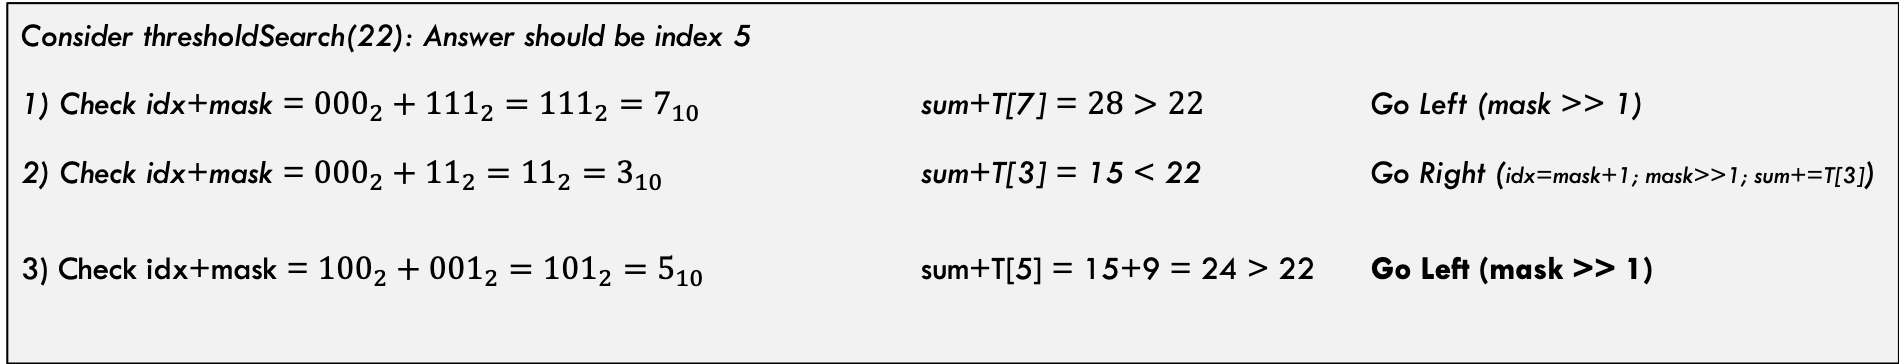 Consider thresholdSearch(22): Answer should be index 5
1) Check idx+mask = 000₂ + 111₂ = 111₂ = 7₁₀ sum+T[7] = 28 > 22 Go Left (mask >> 1)
2) Check idx+mask = 000₂ + 11₂ = 11₂ = 3₁₀ sum+T[3] = 15 < 22 Go Right (idx=mask+1; mask>>1; sum+=T[3])
3) Check idx+mask = 100₂ + 001₂ = 101₂ = 5₁₀ sum+T[5] = 15+9 = 24 > 22 Go Left (mask >> 1)